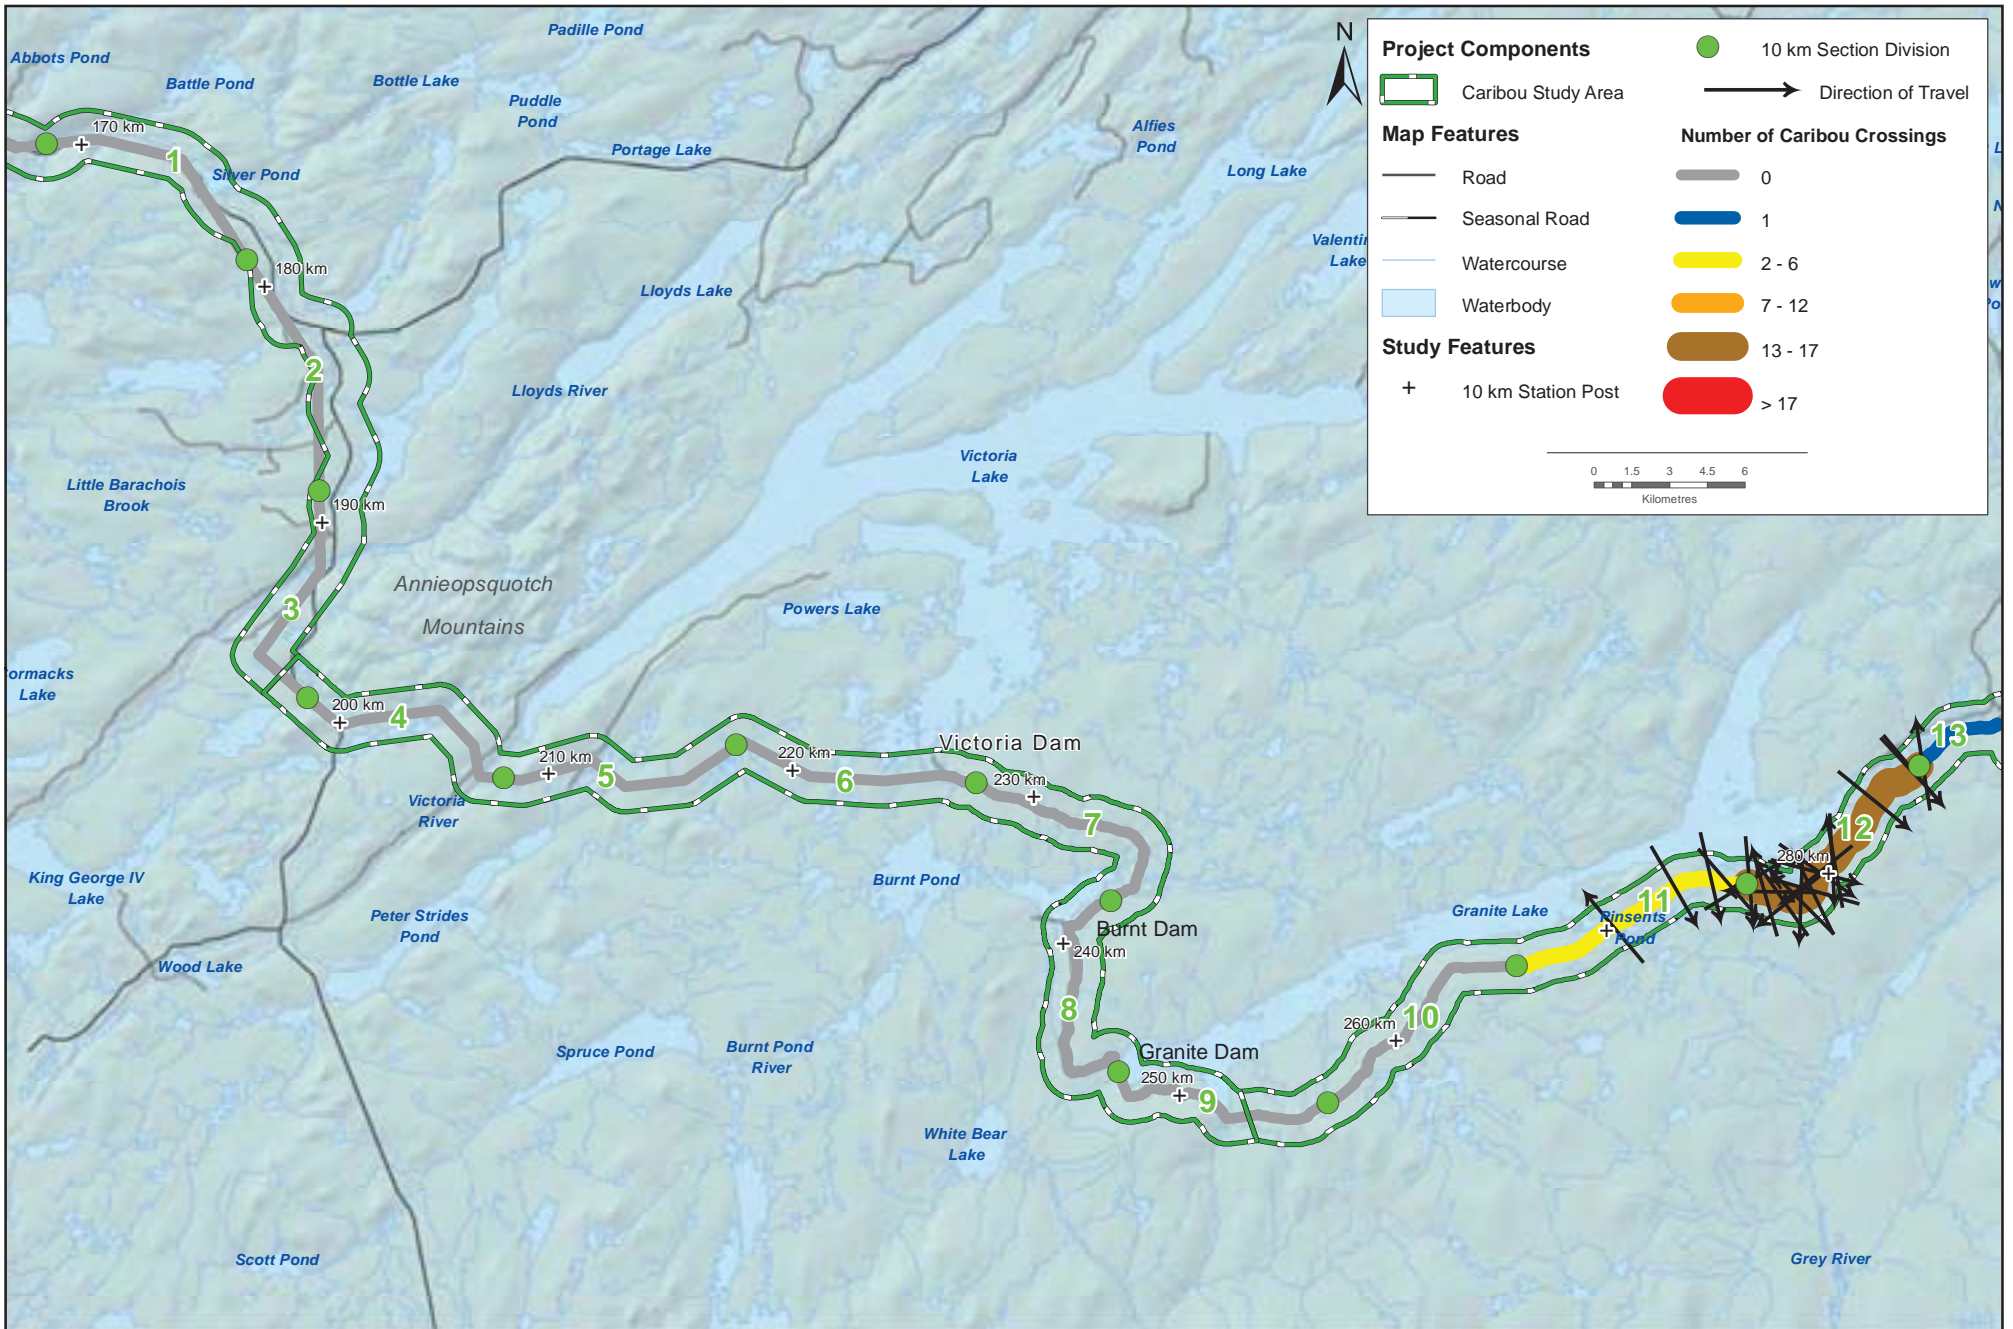 Padille Pond
Abbots Pond
Battle Pond
Bottle Lake
Puddle
Pond
170 km
1
Silver Pond
Portage Lake
Alfies
Pond
Long Lake
180 km
Lloyds Lake
2
Lloyds River
Victoria
Lake
Little Barachois
Brook
190 km
Annieopsquotch
Mountains
3
Powers Lake
Lake
200 km
4
210 km
5
220 km
6
Victoria Dam
230 km
7
Victoria
River
King George IV
Lake
Peter Strides
Pond
Wood Lake
Burnt Pond
Burnt Dam
240 km
8
Granite Dam
250 km
9
260 km
10
Granite Lake
11
Pinsents
Pond
280 km
12
13
Spruce Pond
Burnt Pond
River
White Bear
Lake
Scott Pond
Grey River
Lake
N
Project Components
Caribou Study Area
10 km Section Division
Direction of Travel
Map Features
Road
Seasonal Road
Watercourse
Waterbody
Study Features
10 km Station Post
Number of Caribou Crossings
0
1
2 - 6
7 - 12
13 - 17
> 17
0 1.5 3 4.5 6
Kilometres